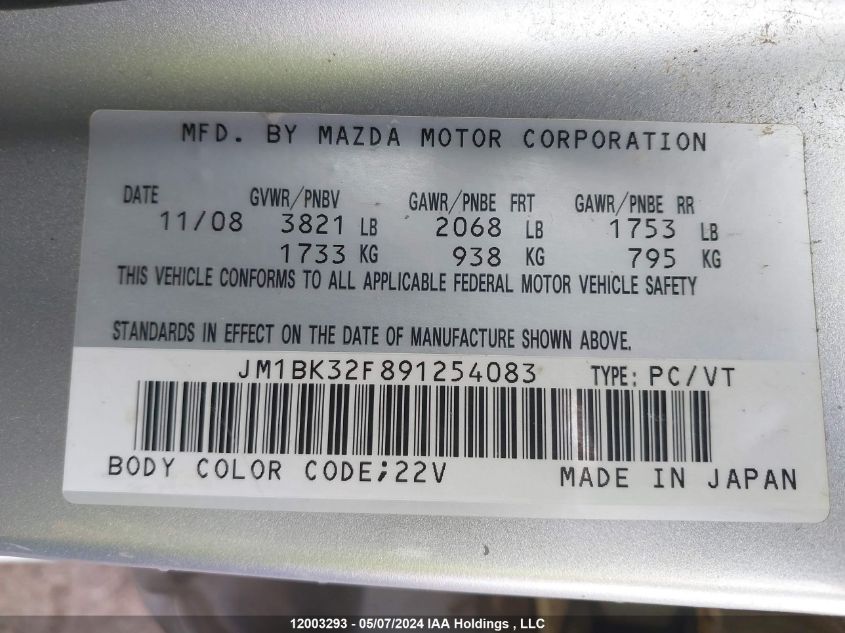 MFD. BY MAZDA MOTOR CORPORATION
DATE GVWR/PNBV GAWR/PNBE FRT GAWR/PNBE RR
11/08 3821 LB 2068 LB 1753 LB
1733 KG 938 KG 795 KG
THIS VEHICLE CONFORMS TO ALL APPLICABLE FEDERAL MOTOR VEHICLE SAFETY
STANDARDS IN EFFECT ON THE DATE OF MANUFACTURE SHOWN ABOVE.
JM1BK32F891254083 TYPE: PC/VT
BODY COLOR CODE;22V MADE IN JAPAN
12003293 - 05/07/2024 IAA Holdings, LLC